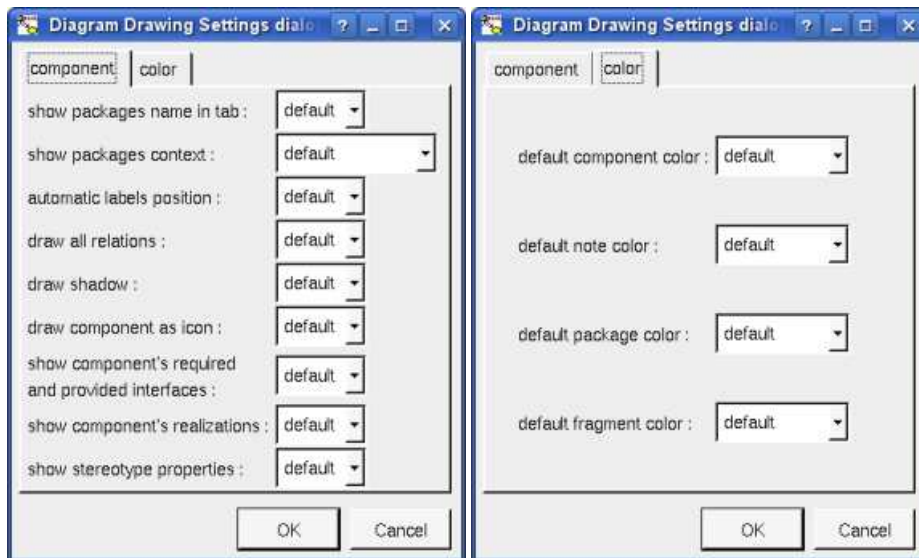 Diagram Drawing Settings dialo
component
color
show packages name in tab :
default
show packages context :
default
automatic labels position :
default
draw all relations :
default
draw shadow :
default
draw component as icon :
default
show component's required
and provided interfaces :
default
show component's realizations :
default
show stereotype properties :
default
OK
Cancel
Diagram Drawing Settings dialo
component
color
default component color :
default
default note color :
default
default package color :
default
default fragment color :
default
OK
Cancel